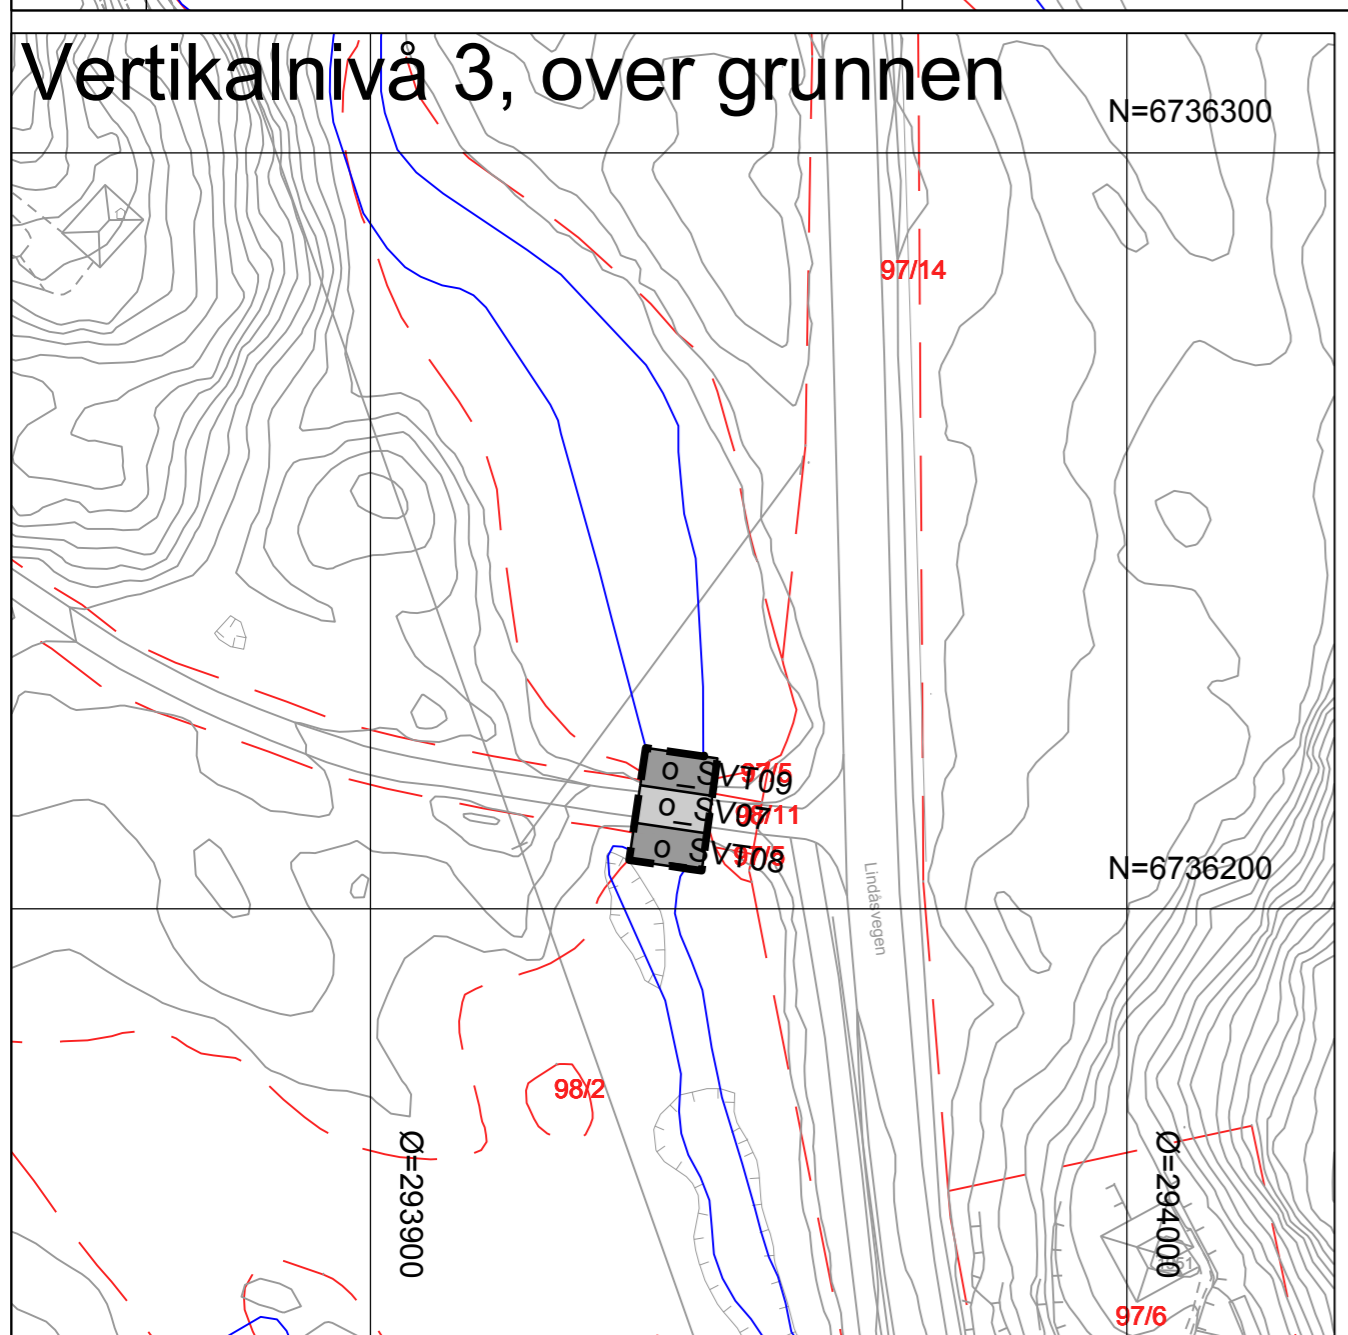 Vertikalnivå 3, over grunnen
N=6736300
97/14
o_SVT09
97/5
o_SV07
98/11
o_SVT08
97/5
N=6736200
Lindåsvegen
98/2
Ø=293900
Ø=294000
97/6